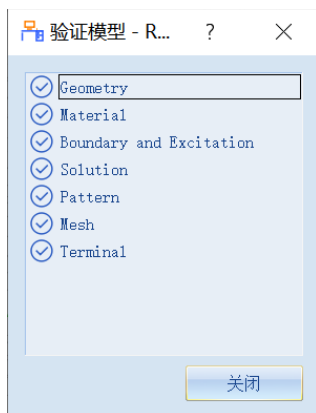 验证模型 - R... ?
Geometry
Material
Boundary and Excitation
Solution
Pattern
Mesh
Terminal
关闭